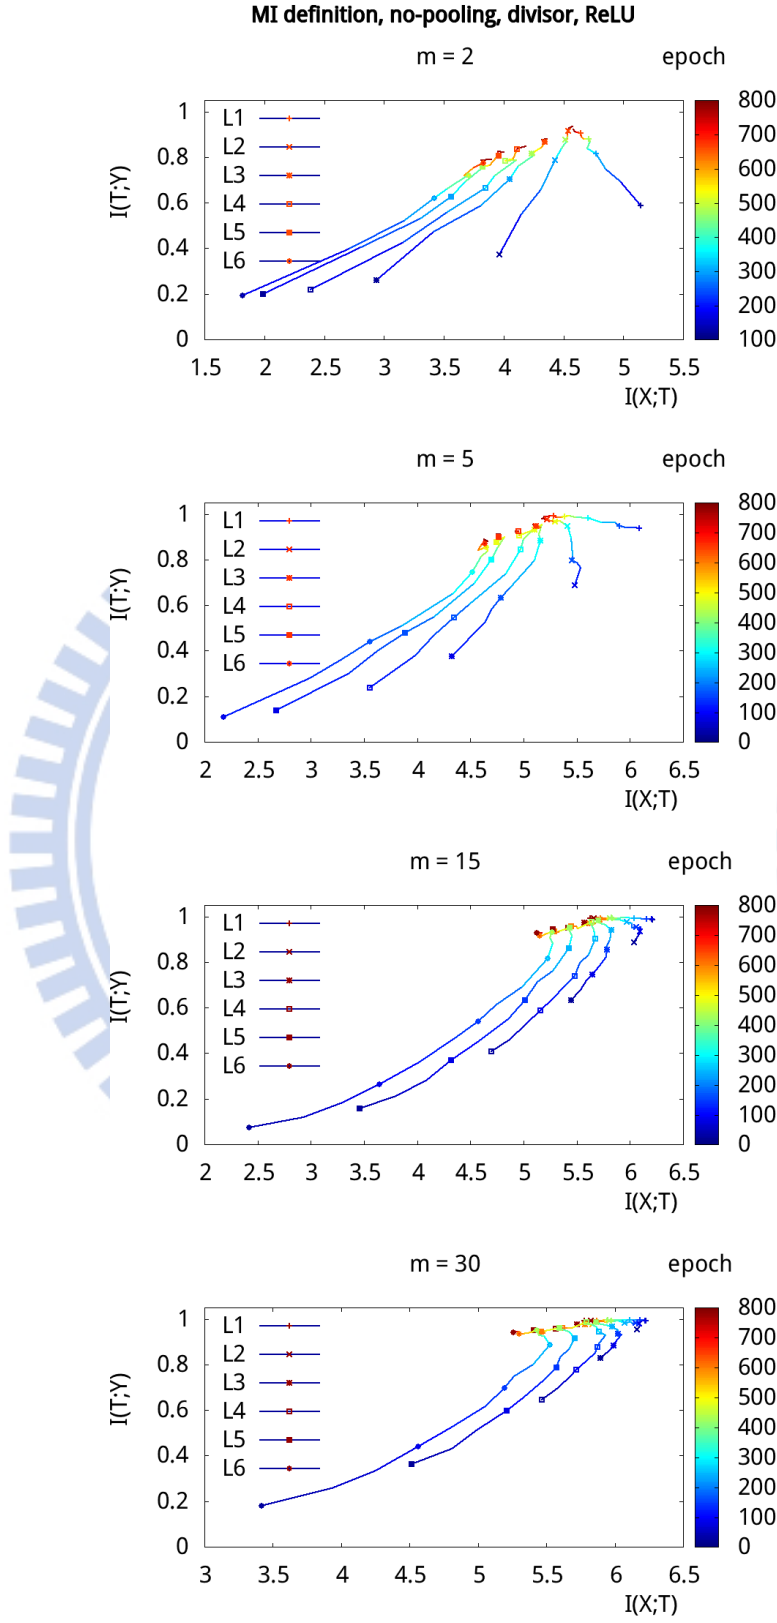 MI definition, no-pooling, divisor, ReLU
m = 2
epoch
I(T;Y)
1
0.8
0.6
0.4
0.2
0
L1
L2
L3
L4
L5
L6
1.5 2 2.5 3 3.5 4 4.5 5 5.5
I(X;T)
800
700
600
500
400
300
200
100
m = 5
epoch
I(T;Y)
1
0.8
0.6
0.4
0.2
0
L1
L2
L3
L4
L5
L6
2 2.5 3 3.5 4 4.5 5 5.5 6 6.5
I(X;T)
800
700
600
500
400
300
200
100
0
m = 15
epoch
I(T;Y)
1
0.8
0.6
0.4
0.2
0
L1
L2
L3
L4
L5
L6
2 2.5 3 3.5 4 4.5 5 5.5 6 6.5
I(X;T)
800
700
600
500
400
300
200
100
0
m = 30
epoch
I(T;Y)
1
0.8
0.6
0.4
0.2
0
L1
L2
L3
L4
L5
L6
3 3.5 4 4.5 5 5.5 6 6.5
I(X;T)
800
700
600
500
400
300
200
100
0